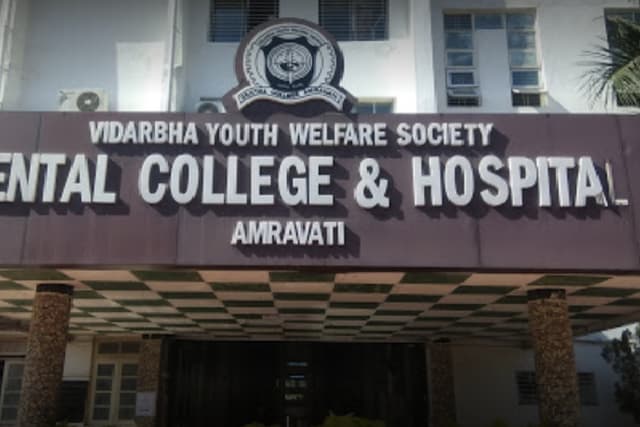 VIDARBHA YOUTH WELFARE SOCIETY
ENTAL COLLEGE & HOSPITAL
AMRAVATI